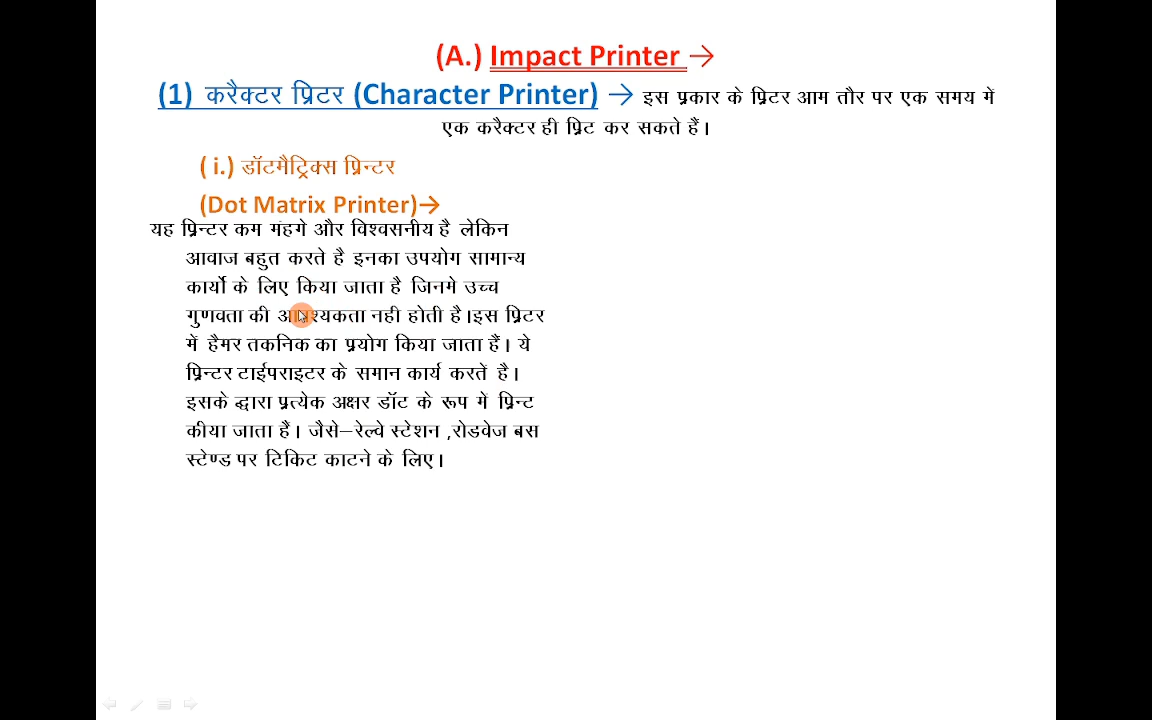 (A.) Impact Printer →
(1) करैक्टर प्रिटर (Character Printer) → इस प्रकार के प्रिटर आम तौर पर एक समय में
एक करैक्टर ही प्रिट कर सकते हैं।
( i.) डॉटमैट्रिक्स प्रिन्टर
(Dot Matrix Printer)→
यह प्रिन्टर कम मंहगे और विश्वसनीय है लेकिन
आवाज बहुत करते है इनका उपयोग सामान्य
कार्यो के लिए किया जाता है जिनमे उच्च
गुणवता की आवश्यकता नही होती है।इस प्रिटर
में हैमर तकनिक का प्रयोग किया जाता हैं। ये
प्रिन्टर टाईपराइटर के समान कार्य करतें है।
इसके द्वारा प्रत्येक अक्षर डॉट के रूप में प्रिन्ट
कीया जाता हैं। जैसे–रेल्वे स्टेशन ,रोडवेज बस
स्टेण्ड पर टिकिट काटने के लिए।